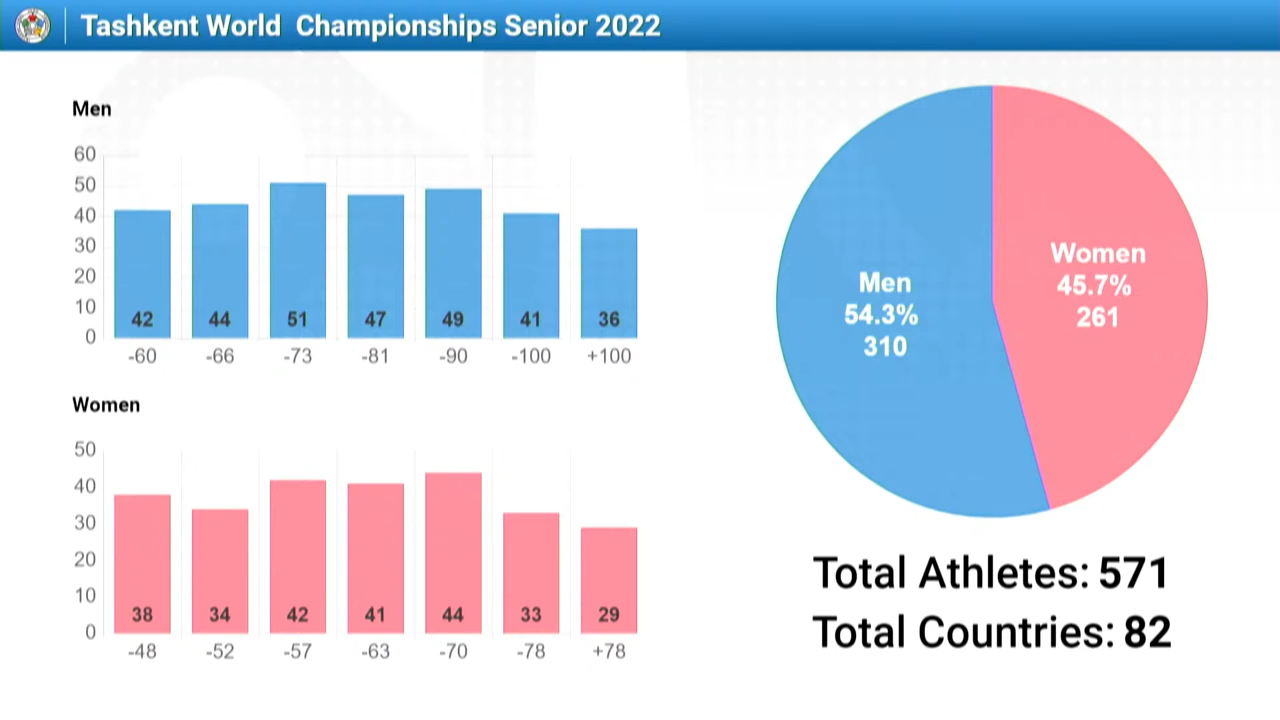 Tashkent World Championships Senior 2022
Men
60
50
40
30
20
10
0
42 44 51 47 49 41 36
-60 -66 -73 -81 -90 -100 +100
Women
50
40
30
20
10
0
38 34 42 41 44 33 29
-48 -52 -57 -63 -70 -78 +78
Men
54.3%
310
Women
45.7%
261
Total Athletes: 571
Total Countries: 82